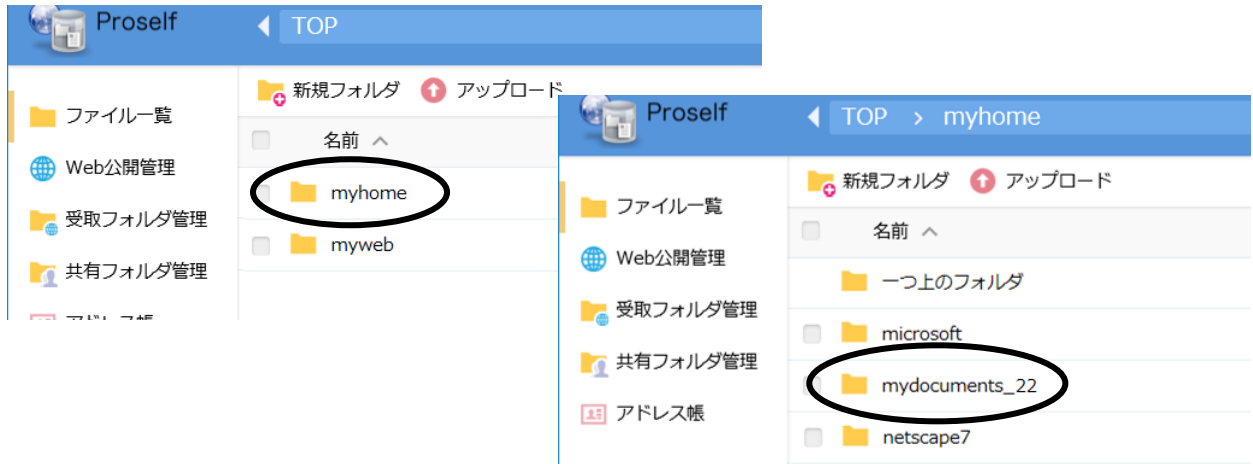 Proself
TOP
新規フォルダ アップロード
ファイル一覧
名前
Web公開管理
myhome
受取フォルダ管理
myweb
共有フォルダ管理
Proself
TOP > myhome
新規フォルダ アップロード
ファイル一覧
名前
Web公開管理
一つ上のフォルダ
受取フォルダ管理
microsoft
共有フォルダ管理
mydocuments_22
アドレス帳
netscape7